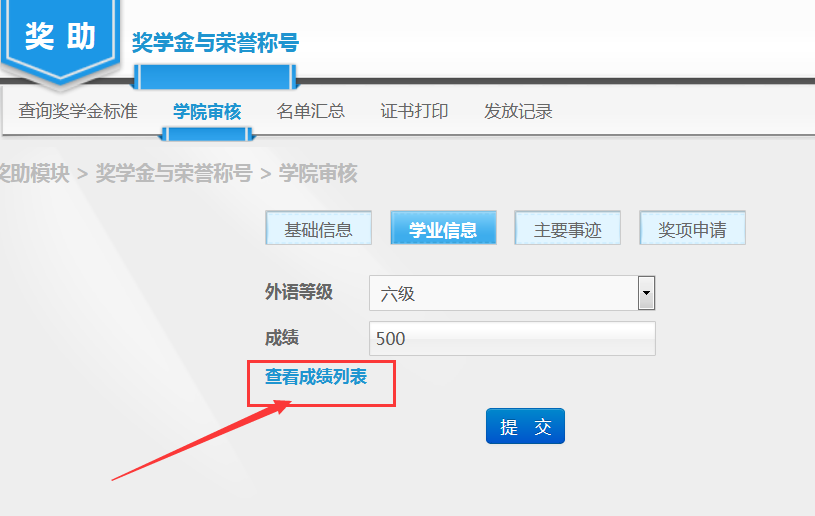 奖 助
奖学金与荣誉称号
查询奖学金标准 学院审核 名单汇总 证书打印 发放记录
奖助模块 > 奖学金与荣誉称号 > 学院审核
基础信息 学业信息 主要事迹 奖项申请
外语等级 六级
成绩 500
查看成绩列表
提 交